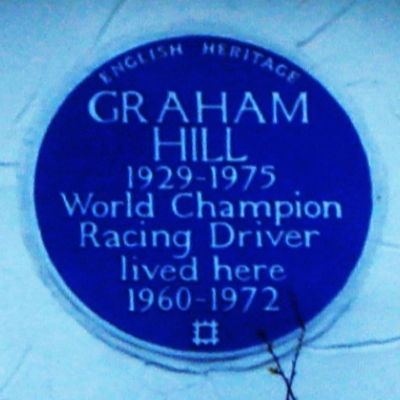 ENGLISH HERITAGE
GRAHAM
HILL
1929-1975
World Champion
Racing Driver
lived here
1960-1972